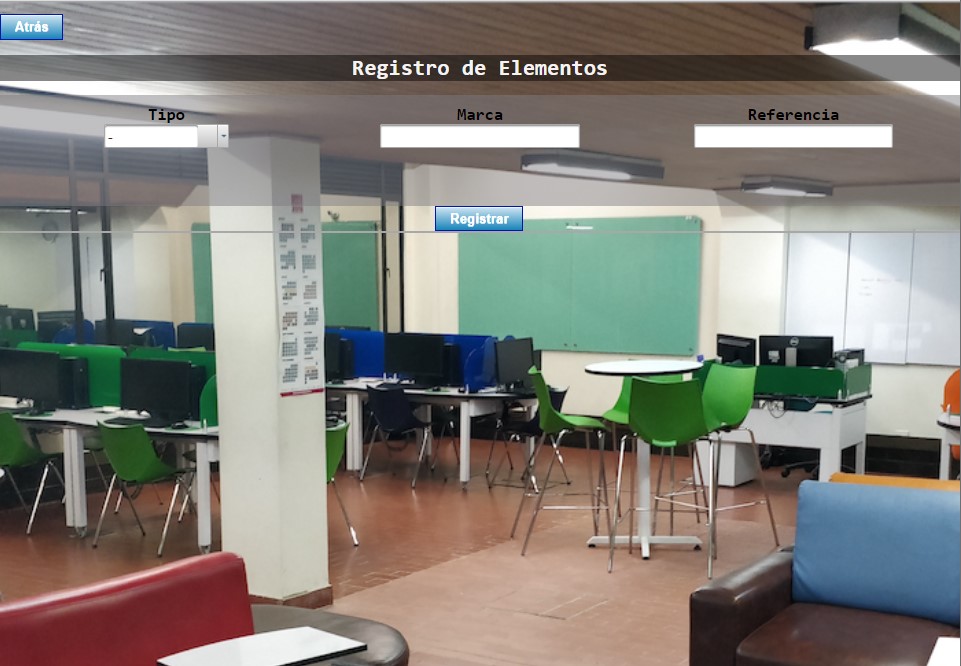 Atrás
Registro de Elementos
Tipo
Marca
Referencia
-
Registrar